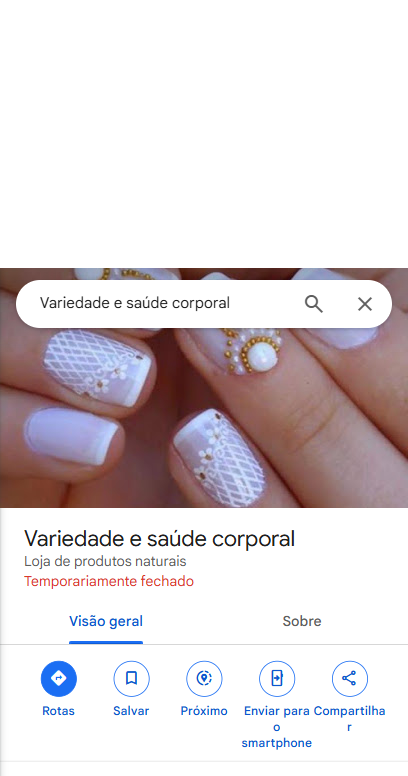 Variedade e saúde corporal
Variedade e saúde corporal
Loja de produtos naturais
Temporariamente fechado
Visão geral
Sobre
Rotas
Salvar
Próximo
Enviar para
o
smartphone
Compartilha
r